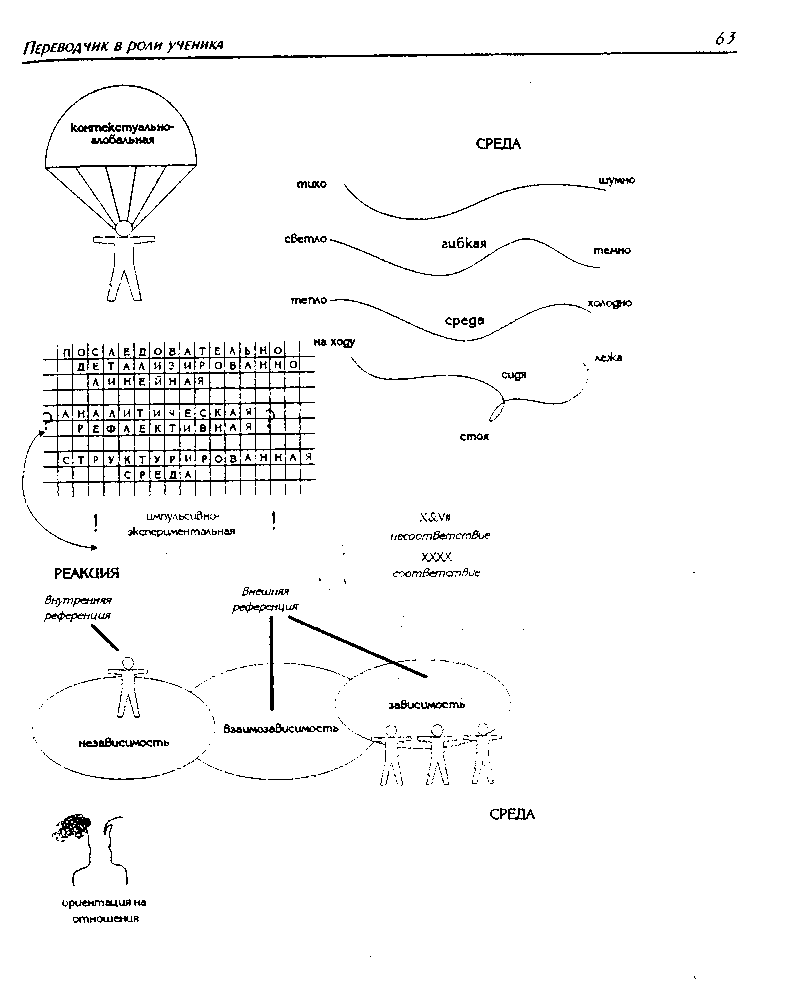 Переводчик в роли ученика
63
контекстуально-
глобальная
СРЕДА
тихо
шумно
светло
гибкая
темно
тепло
среда
холодно
на ходу
сидя
лежа
стоя
ПОСЛЕДОВАТЕЛЬНО
ДЕТАЛИЗИРОВАННО
ЛИНЕЙНАЯ
? АНАЛИТИЧЕСКАЯ ?
РЕФЛЕКТИВНАЯ
СТРУКТУРИРОВАННАЯ
СРЕДА
! импульсивно- !
экспериментальная
X&V#
несоответствие
XXXX
соответствие
РЕАКЦИЯ
внутренняя
референция
внешняя
референция
независимость
взаимозависимость
зависимость
СРЕДА
ориентация на
отношения